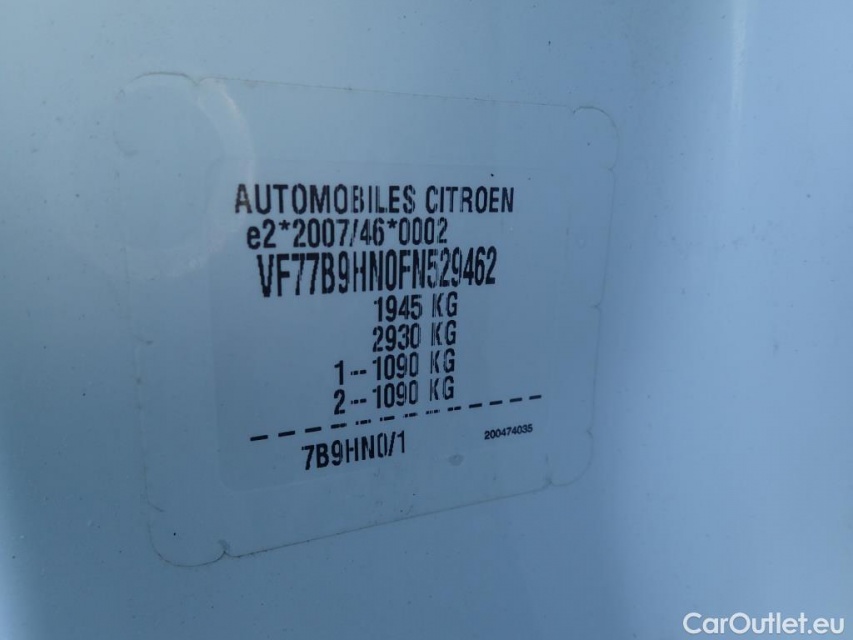 AUTOMOBILES CITROEN
e2*2007/46*0002
VF77B9HN0FN529462
1945 KG
2930 KG
1--1090 KG
2--1090 KG
7B9HN0/1
200474035
CarOutlet.eu